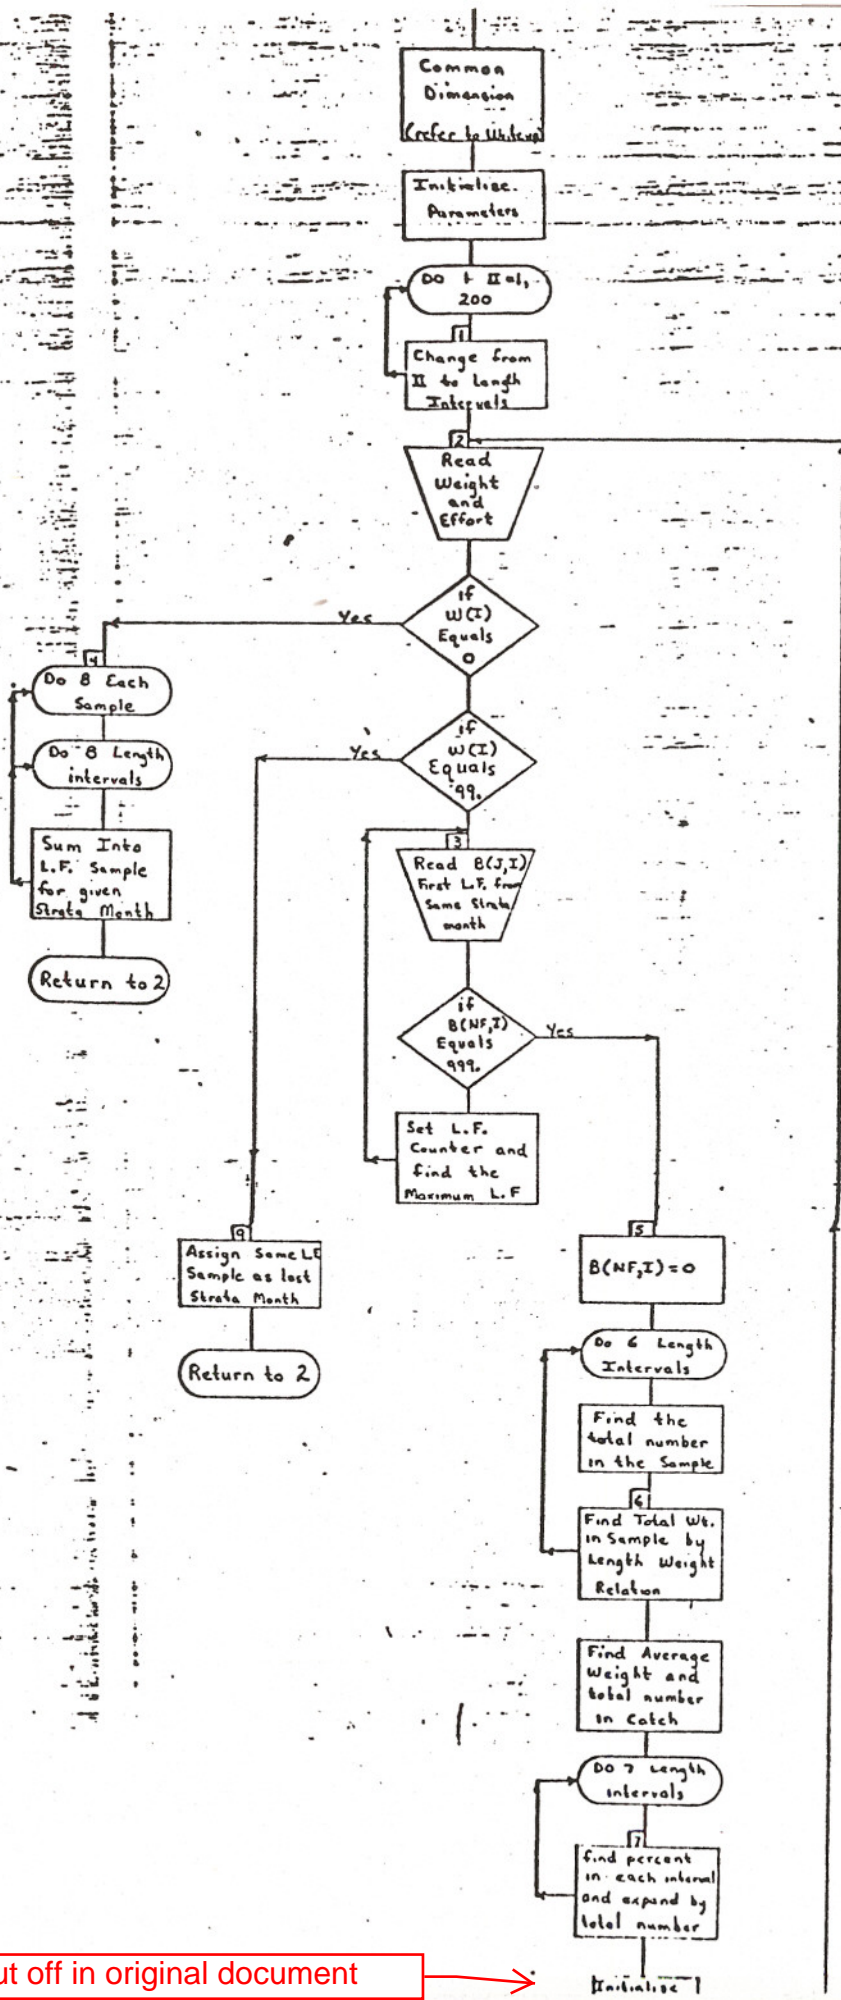 Common
Dimension
(refer to Writeup)
Initialise.
Parameters
Do 1 II=1,
200
1
Change from
II to Length
Intervals
2
Read
Weight
and
Effort
if
W(I)
Equals
0
Yes
4
Do 8 Each
Sample
Do 8 Length
intervals
Sum Into
L.F. Sample
for given
Strata Month
Return to 2
if
W(I)
Equals
99.
Yes
3
Read B(J,I)
First L.F. from
Same Strata
month
if
B(NF,I)
Equals
999.
Yes
Set L.F.
Counter and
find the
Maximum L.F
9
Assign Same L.F
Sample as last
Strata Month
Return to 2
5
B(NF,I)=0
Do 6 Length
Intervals
Find the
total number
in the Sample
6
Find Total Wt.
in Sample by
Length Weight
Relation
Find Average
Weight and
total number
in Catch
DO 7 Length
intervals
7
find percent
in each interval
and expand by
total number
Initialise
ut off in original document